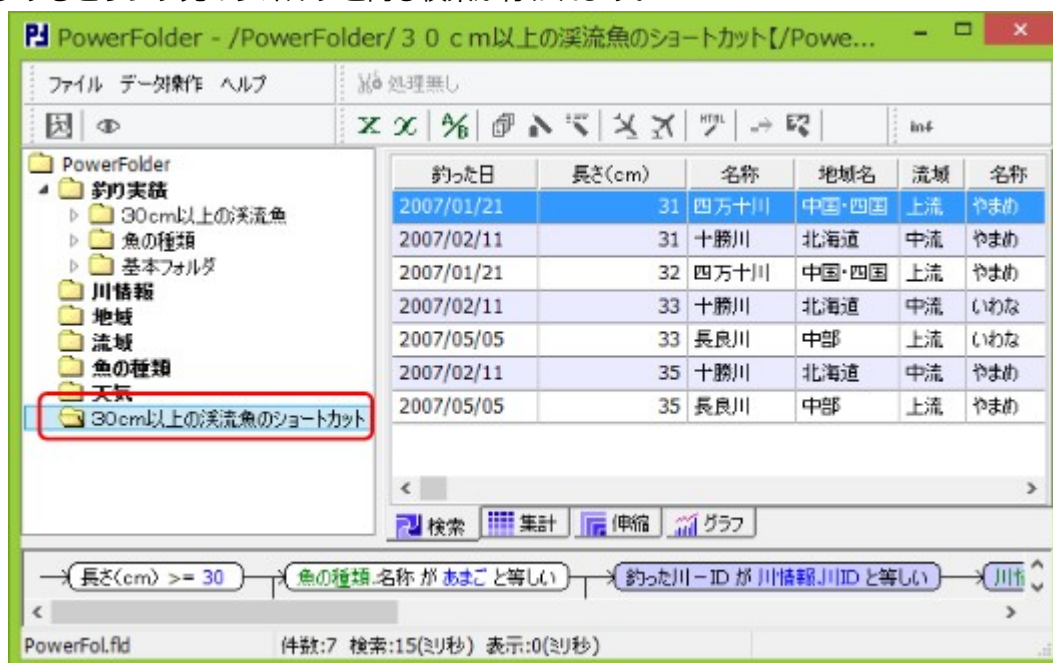 PowerFolder - /PowerFolder/３０ｃｍ以上の渓流魚のショートカット【/Powe...
ファイル データ操作 ヘルプ
処理無し
A/B HTML inf
PowerFolder
釣り実績
30cm以上の渓流魚
魚の種類
基本フォルダ
川情報
地域
流域
魚の種類
天気
30cm以上の渓流魚のショートカット
釣った日 長さ(cm) 名称 地域名 流域 名称
2007/01/21 31 四万十川 中国・四国 上流 やまめ
2007/02/11 31 十勝川 北海道 中流 やまめ
2007/01/21 32 四万十川 中国・四国 上流 やまめ
2007/02/11 33 十勝川 北海道 中流 いわな
2007/05/05 33 長良川 中部 上流 いわな
2007/02/11 35 十勝川 北海道 中流 やまめ
2007/05/05 35 長良川 中部 上流 やまめ
検索 集計 伸縮 グラフ
長さ(cm) >= 30 魚の種類.名称 が あまご と等しい 釣った川－ID が 川情報.川ID と等しい
PowerFol.fld 件数:7 検索:15(ミリ秒) 表示:0(ミリ秒)